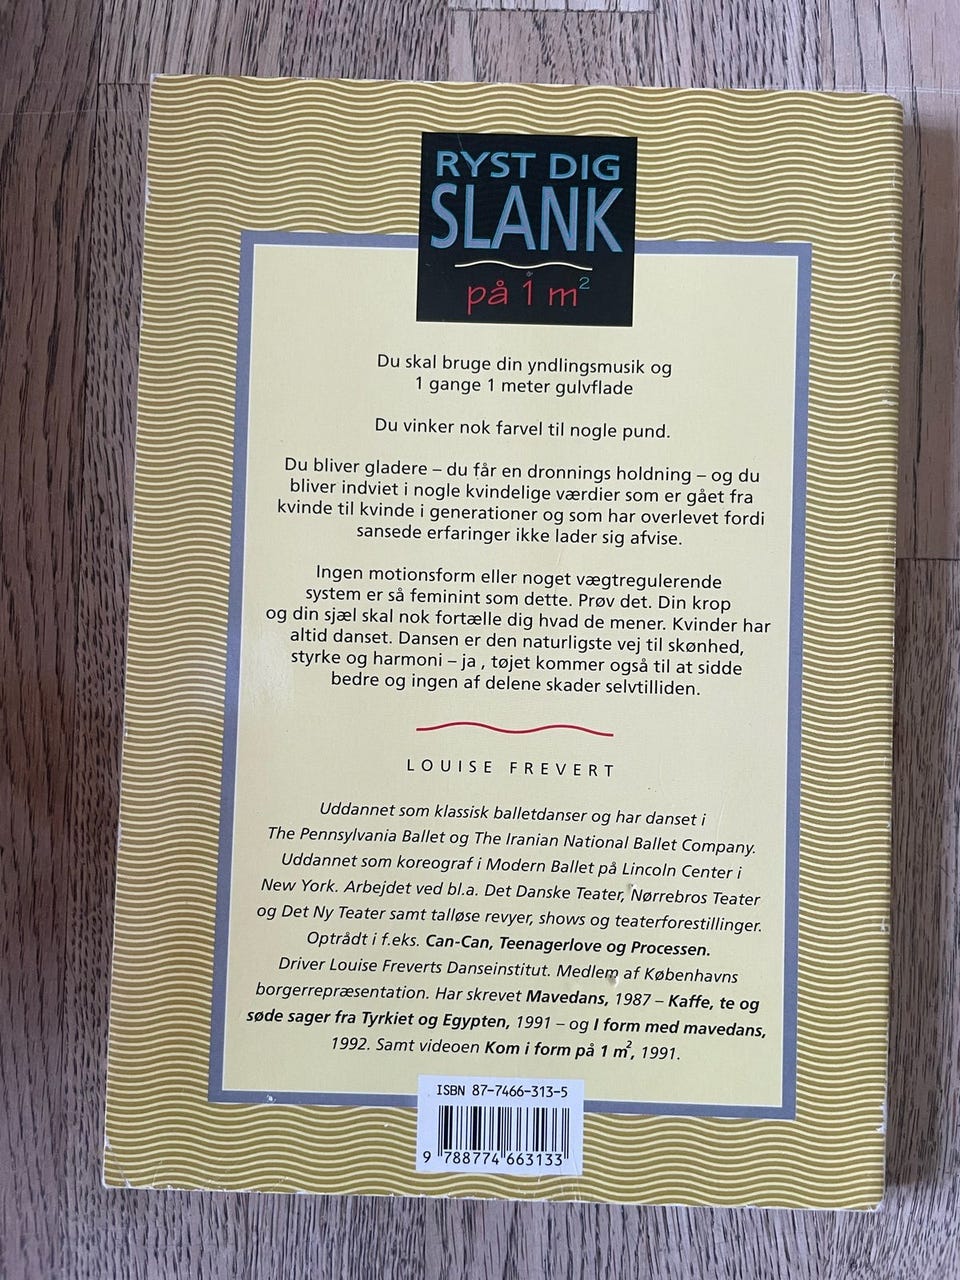 RYST DIG
SLANK
på 1 m²
Du skal bruge din yndlingsmusik og
1 gange 1 meter gulvflade
Du vinker nok farvel til nogle pund.
Du bliver gladere – du får en dronnings holdning – og du
bliver indviet i nogle kvindelige værdier som er gået fra
kvinde til kvinde i generationer og som har overlevet fordi
sansede erfaringer ikke lader sig afvise.
Ingen motionsform eller noget vægtregulerende
system er så feminint som dette. Prøv det. Din krop
og din sjæl skal nok fortælle dig hvad de mener. Kvinder har
altid danset. Dansen er den naturligste vej til skønhed,
styrke og harmoni – ja , tøjet kommer også til at sidde
bedre og ingen af delene skader selvtilliden.
LOUISE FREVERT
Uddannet som klassisk balletdanser og har danset i
The Pennsylvania Ballet og The Iranian National Ballet Company.
Uddannet som koreograf i Modern Ballet på Lincoln Center i
New York. Arbejdet ved bl.a. Det Danske Teater, Nørrebros Teater
og Det Ny Teater samt talløse revyer, shows og teaterforestillinger.
Optrådt i f.eks. Can-Can, Teenagerlove og Processen.
Driver Louise Freverts Danseinstitut. Medlem af Københavns
borgerrepræsentation. Har skrevet Mavedans, 1987 – Kaffe, te og
søde sager fra Tyrkiet og Egypten, 1991 – og I form med mavedans,
1992. Samt videoen Kom i form på 1 m², 1991.
ISBN 87-7466-313-5
9 788774 663133